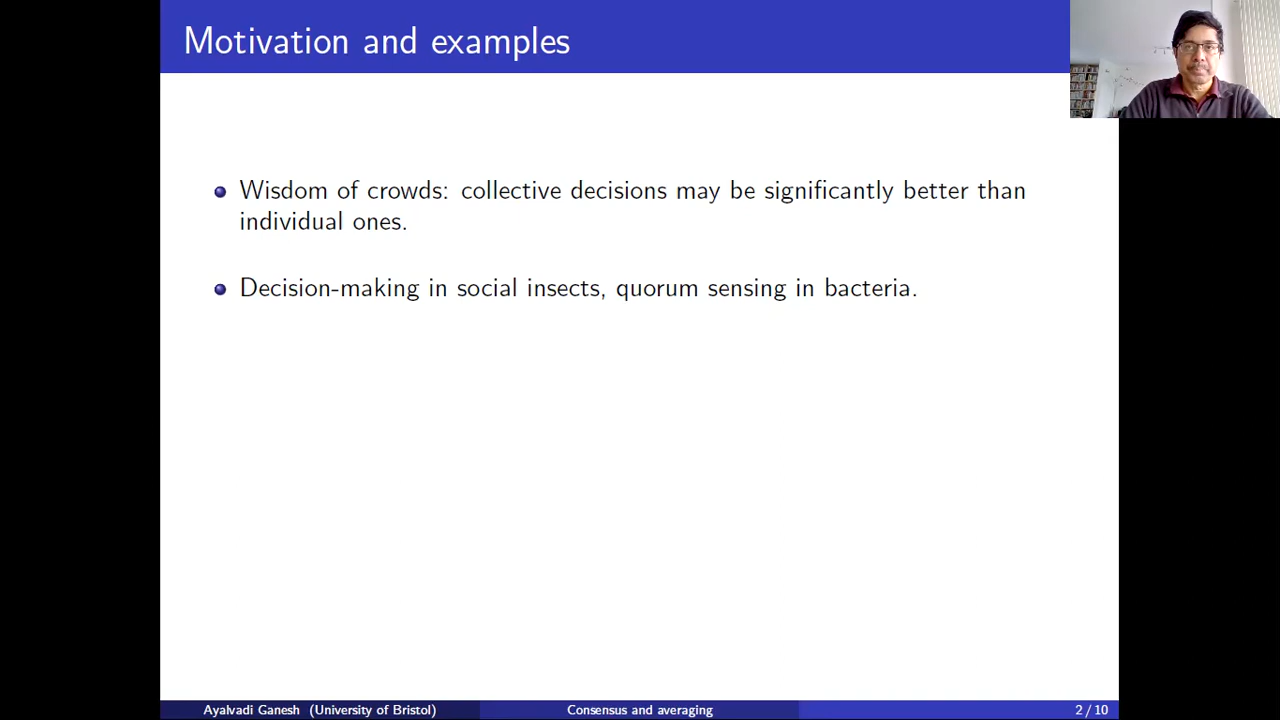 Motivation and examples
Wisdom of crowds: collective decisions may be significantly better than
individual ones.
Decision-making in social insects, quorum sensing in bacteria.
Ayalvadi Ganesh (University of Bristol)
Consensus and averaging
2 / 10